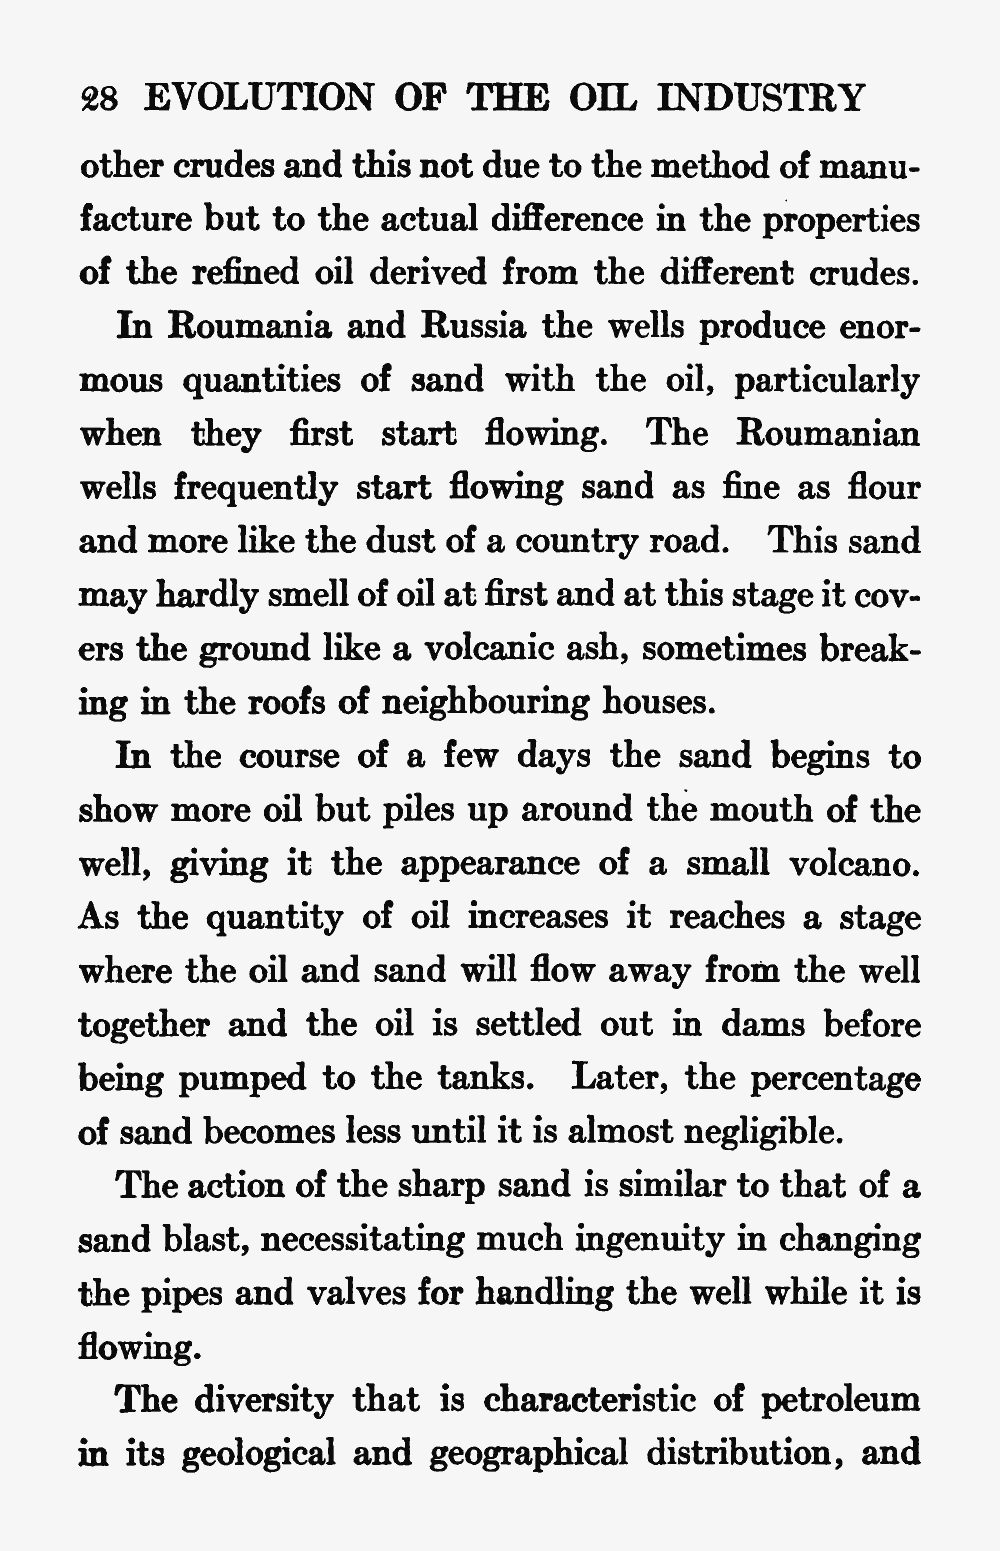 28 EVOLUTION OF THE OIL INDUSTRY
other crudes and this not due to the method of manu-
facture but to the actual difference in the properties
of the refined oil derived from the different crudes.
In Roumania and Russia the wells produce enor-
mous quantities of sand with the oil, particularly
when they first start flowing. The Roumanian
wells frequently start flowing sand as fine as flour
and more like the dust of a country road. This sand
may hardly smell of oil at first and at this stage it cov-
ers the ground like a volcanic ash, sometimes break-
ing in the roofs of neighbouring houses.
In the course of a few days the sand begins to
show more oil but piles up around the mouth of the
well, giving it the appearance of a small volcano.
As the quantity of oil increases it reaches a stage
where the oil and sand will flow away from the well
together and the oil is settled out in dams before
being pumped to the tanks. Later, the percentage
of sand becomes less until it is almost negligible.
The action of the sharp sand is similar to that of a
sand blast, necessitating much ingenuity in changing
the pipes and valves for handling the well while it is
flowing.
The diversity that is characteristic of petroleum
in its geological and geographical distribution, and